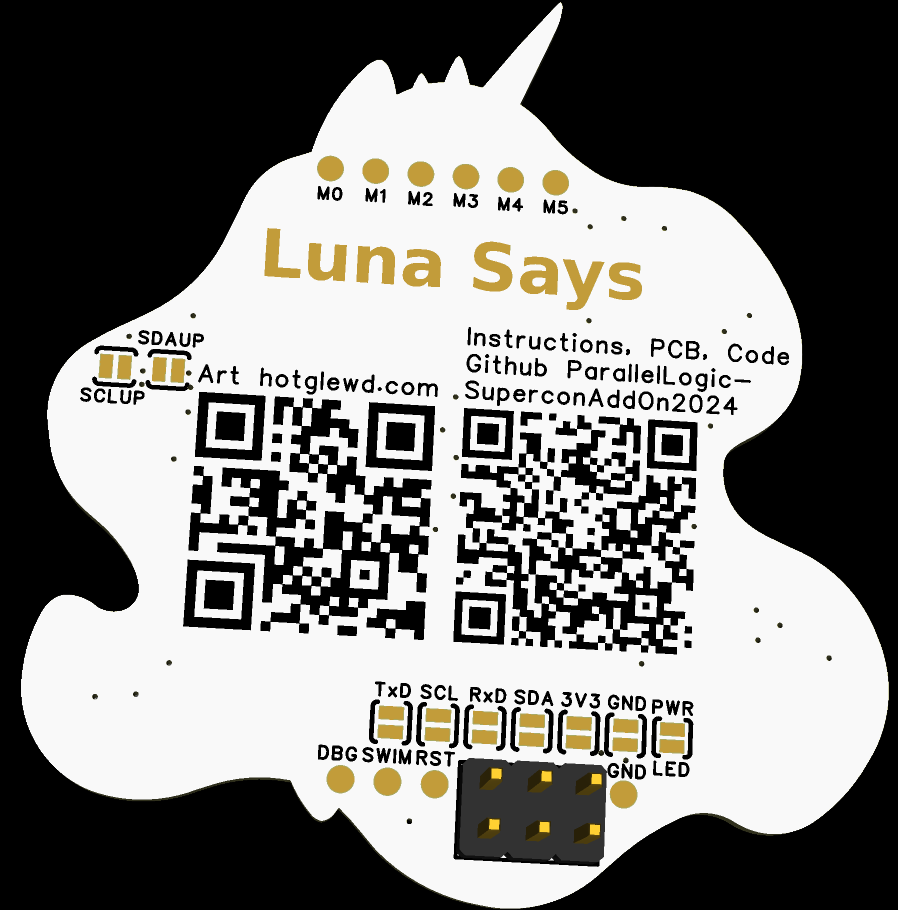 M0 M1 M2 M3 M4 M5
Luna Says
SDAUP
SCLUP
Art hotglewd.com
Instructions, PCB, Code
Github ParallelLogic-
SuperconAddOn2024
TxD SCL RxD SDA 3V3 GND PWR
DBG SWIM RST GND LED